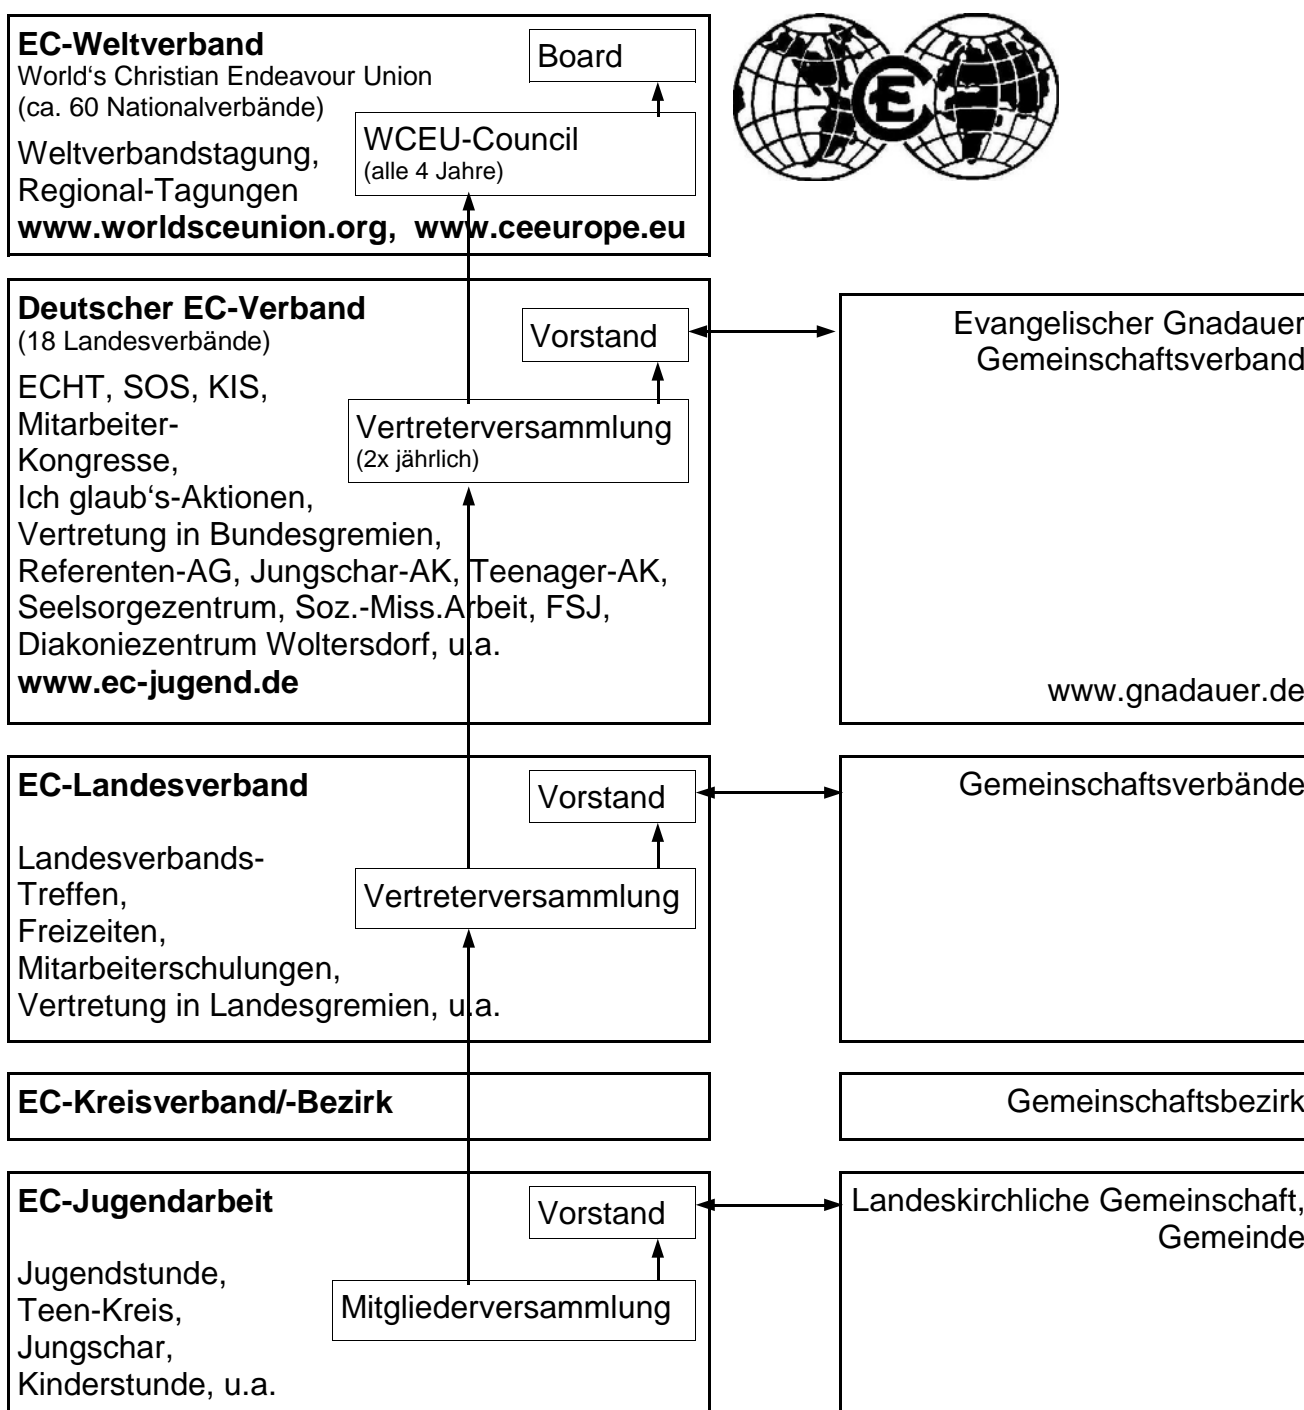 EC-Weltverband
World‘s Christian Endeavour Union
(ca. 60 Nationalverbände)
Board
WCEU-Council
(alle 4 Jahre)
Weltverbandstagung,
Regional-Tagungen
www.worldsceunion.org, www.ceeurope.eu
CE
Deutscher EC-Verband
(18 Landesverbände)
Vorstand
ECHT, SOS, KIS,
Mitarbeiter-
Kongresse,
Vertreterversammlung
(2x jährlich)
Ich glaub‘s-Aktionen,
Vertretung in Bundesgremien,
Referenten-AG, Jungschar-AK, Teenager-AK,
Seelsorgezentrum, Soz.-Miss.Arbeit, FSJ,
Diakoniezentrum Woltersdorf, u.a.
www.ec-jugend.de
Evangelischer Gnadauer
Gemeinschaftsverband
www.gnadauer.de
EC-Landesverband
Vorstand
Landesverbands-
Treffen,
Vertreterversammlung
Freizeiten,
Mitarbeiterschulungen,
Vertretung in Landesgremien, u.a.
Gemeinschaftsverbände
EC-Kreisverband/-Bezirk
Gemeinschaftsbezirk
EC-Jugendarbeit
Vorstand
Jugendstunde,
Teen-Kreis,
Mitgliederversammlung
Jungschar,
Kinderstunde, u.a.
Landeskirchliche Gemeinschaft,
Gemeinde